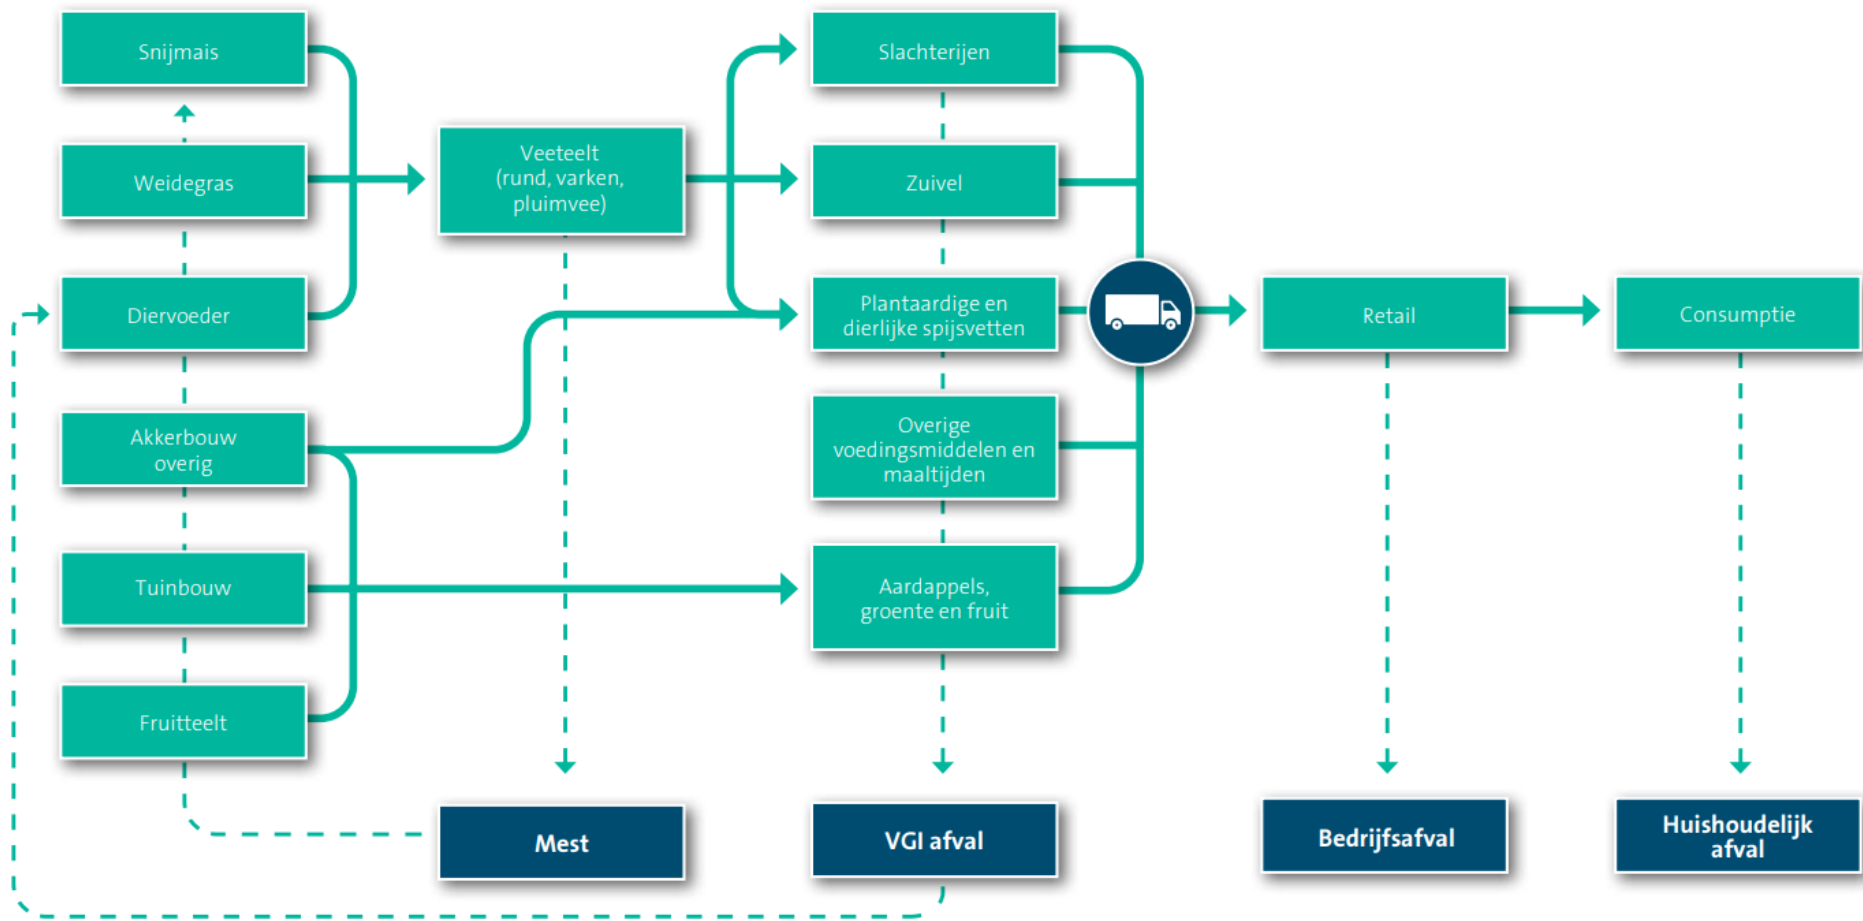 Snijmais
Weidegras
Diervoeder
Akkerbouw
overig
Tuinbouw
Fruitteelt
Veeteelt
(rund, varken,
pluimvee)
Mest
Slachterijen
Zuivel
Plantaardige en
dierlijke spijsvetten
Overige
voedingsmiddelen en
maaltijden
Aardappels,
groente en fruit
VGI afval
Retail
Bedrijfsafval
Consumptie
Huishoudelijk
afval